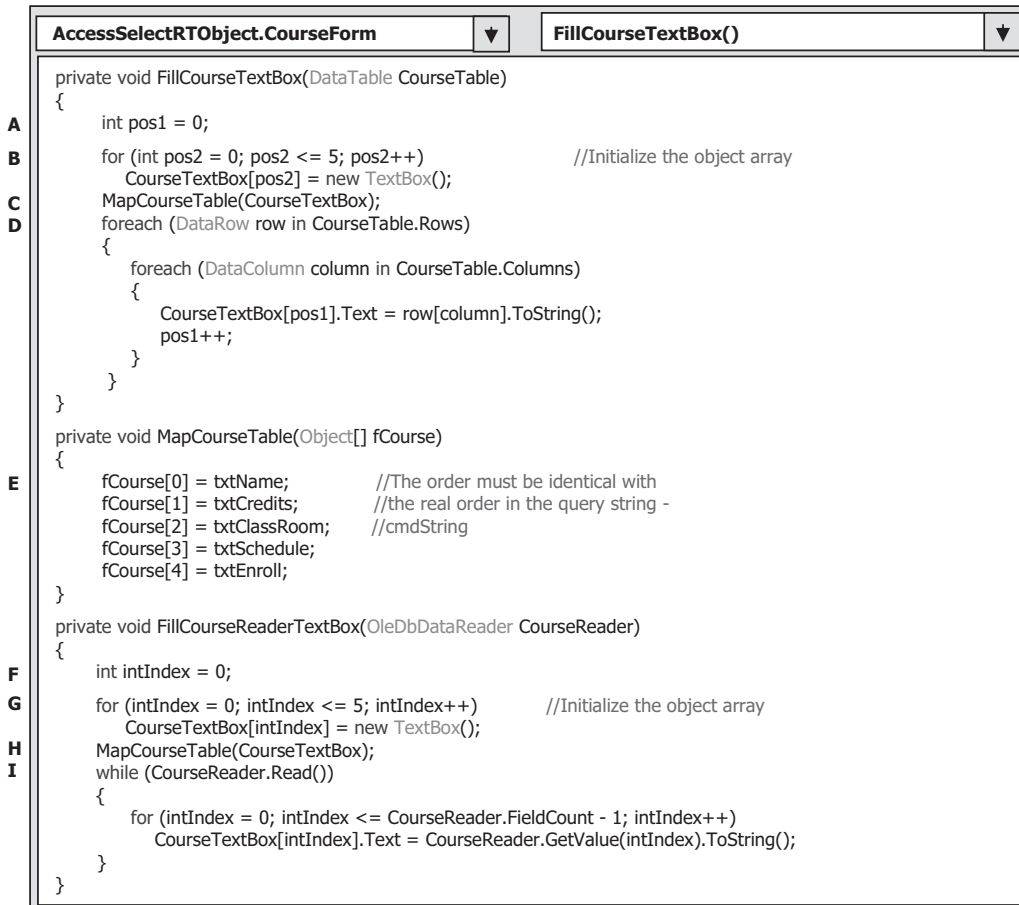 AccessSelectRTObject.CourseForm FillCourseTextBox()
private void FillCourseTextBox(DataTable CourseTable)
{
A int pos1 = 0;
B for (int pos2 = 0; pos2 <= 5; pos2++) //Initialize the object array
CourseTextBox[pos2] = new TextBox();
C MapCourseTable(CourseTextBox);
D foreach (DataRow row in CourseTable.Rows)
{
foreach (DataColumn column in CourseTable.Columns)
{
CourseTextBox[pos1].Text = row[column].ToString();
pos1++;
}
}
}
private void MapCourseTable(Object[] fCourse)
{
E fCourse[0] = txtName; //The order must be identical with
fCourse[1] = txtCredits; //the real order in the query string -
fCourse[2] = txtClassRoom; //cmdString
fCourse[3] = txtSchedule;
fCourse[4] = txtEnroll;
}
private void FillCourseReaderTextBox(OleDbDataReader CourseReader)
{
F int intIndex = 0;
G for (intIndex = 0; intIndex <= 5; intIndex++) //Initialize the object array
CourseTextBox[intIndex] = new TextBox();
H MapCourseTable(CourseTextBox);
I while (CourseReader.Read())
{
for (intIndex = 0; intIndex <= CourseReader.FieldCount - 1; intIndex++)
CourseTextBox[intIndex].Text = CourseReader.GetValue(intIndex).ToString();
}
}